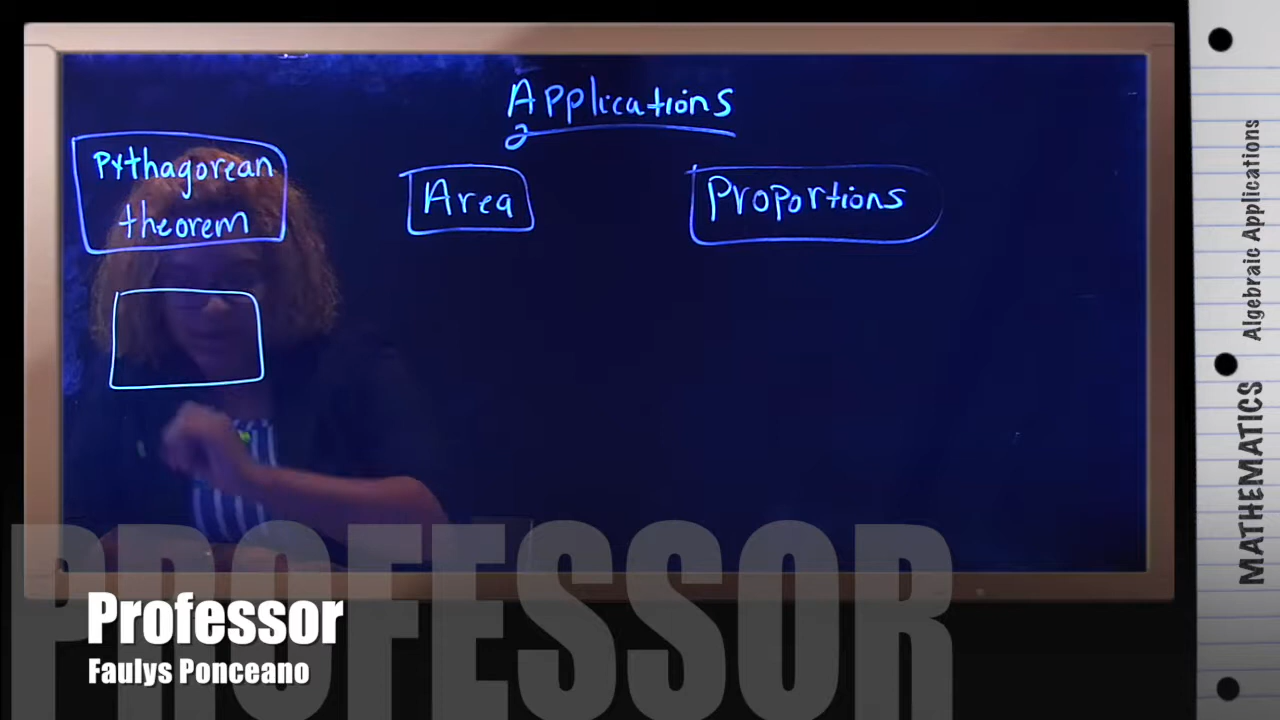 Applications
Pythagorean
theorem
Area
Proportions
PROFESSOR
Professor
Faulys Ponceano
MATHEMATICS Algebraic Applications